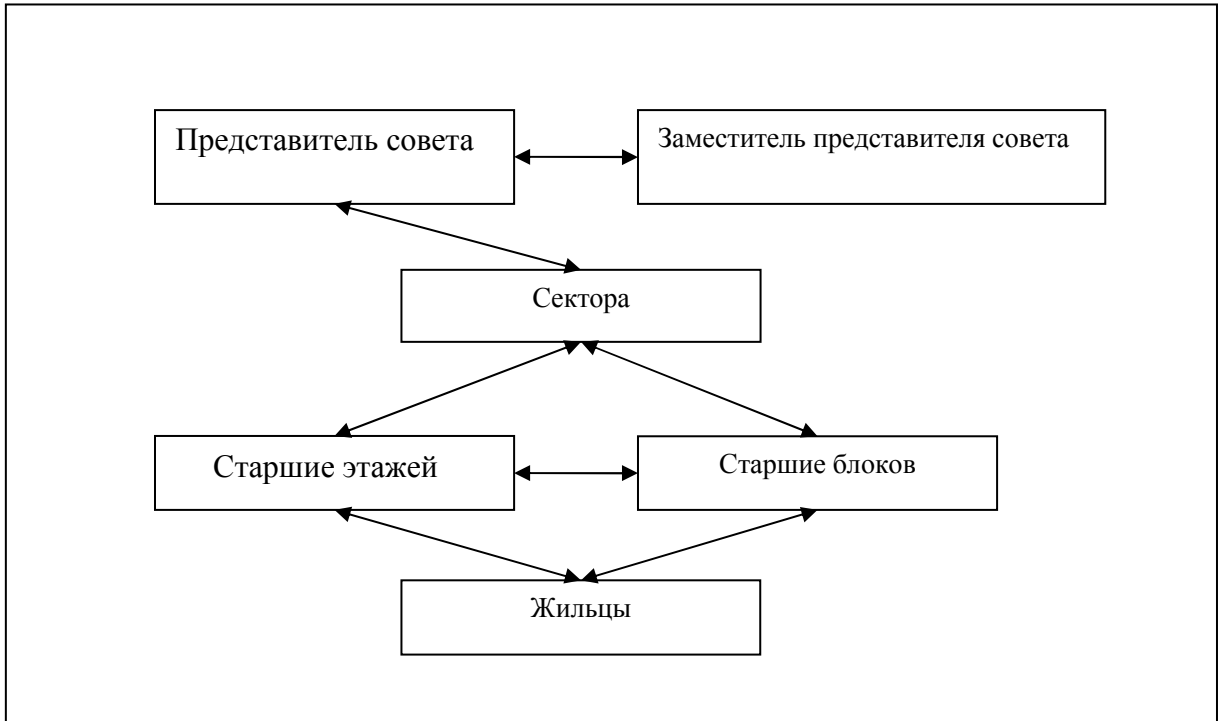 Представитель совета
Заместитель представителя совета
Сектора
Старшие этажей
Старшие блоков
Жильцы